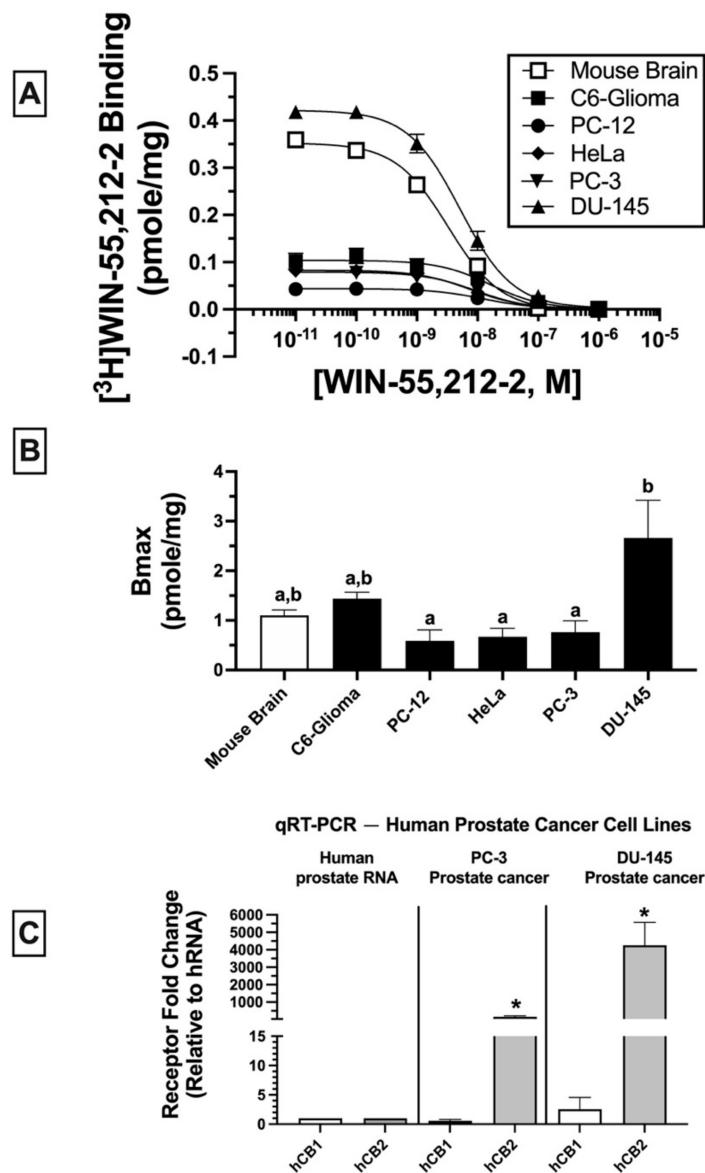 A
[³H]WIN-55,212-2 Binding
(pmole/mg)
0.5
0.4
0.3
0.2
0.1
0.0
-0.1
10⁻¹¹ 10⁻¹⁰ 10⁻⁹ 10⁻⁸ 10⁻⁷ 10⁻⁶ 10⁻⁵
[WIN-55,212-2, M]
Mouse Brain
C6-Glioma
PC-12
HeLa
PC-3
DU-145
B
Bmax
(pmole/mg)
4
3
2
1
0
a,b a,b a a a b
Mouse Brain C6-Glioma PC-12 HeLa PC-3 DU-145
qRT-PCR — Human Prostate Cancer Cell Lines
Human PC-3 DU-145
prostate RNA Prostate cancer Prostate cancer
C
Receptor Fold Change
(Relative to hRNA)
6000
5000
4000
3000
2000
1000
15
10
5
0
* *
hCB1 hCB2 hCB1 hCB2 hCB1 hCB2